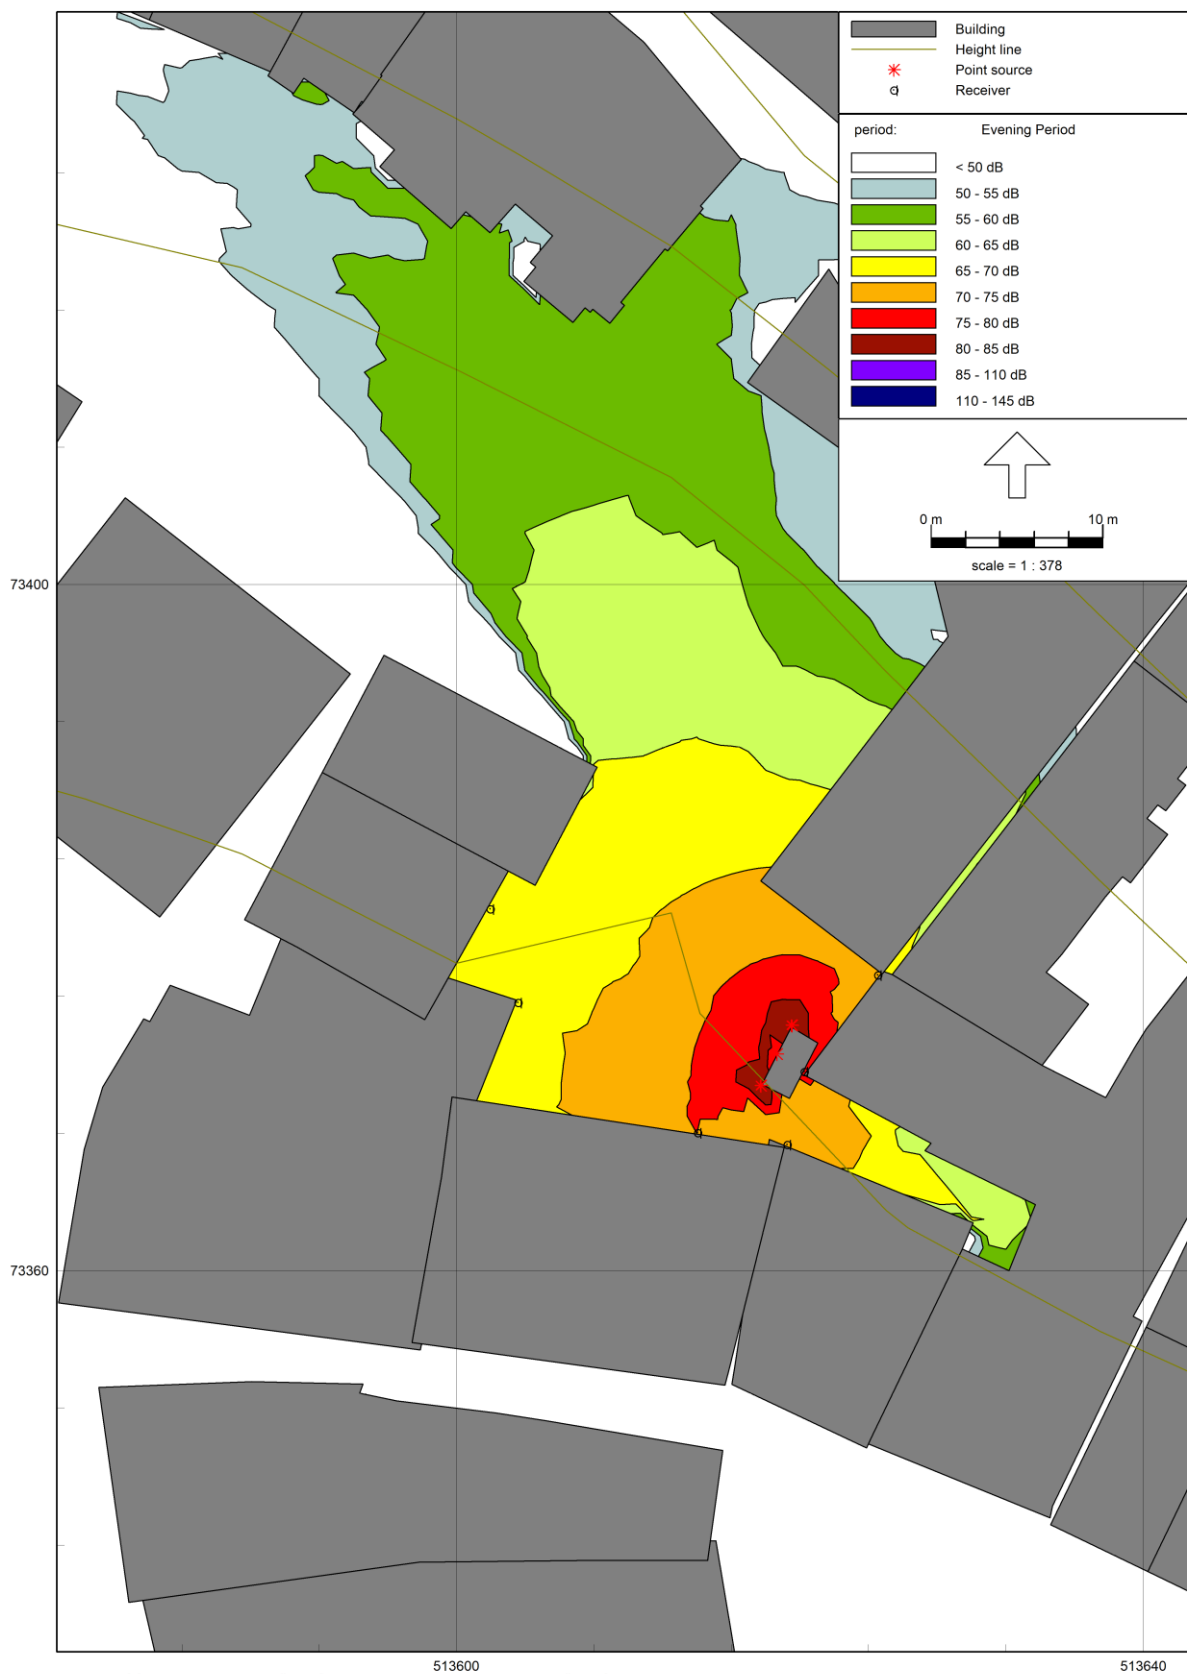 Building
Height line
Point source
Receiver
period: Evening Period
< 50 dB
50 - 55 dB
55 - 60 dB
60 - 65 dB
65 - 70 dB
70 - 75 dB
75 - 80 dB
80 - 85 dB
85 - 110 dB
110 - 145 dB
0 m 10 m
scale = 1 : 378
73400
73360
513600 513640